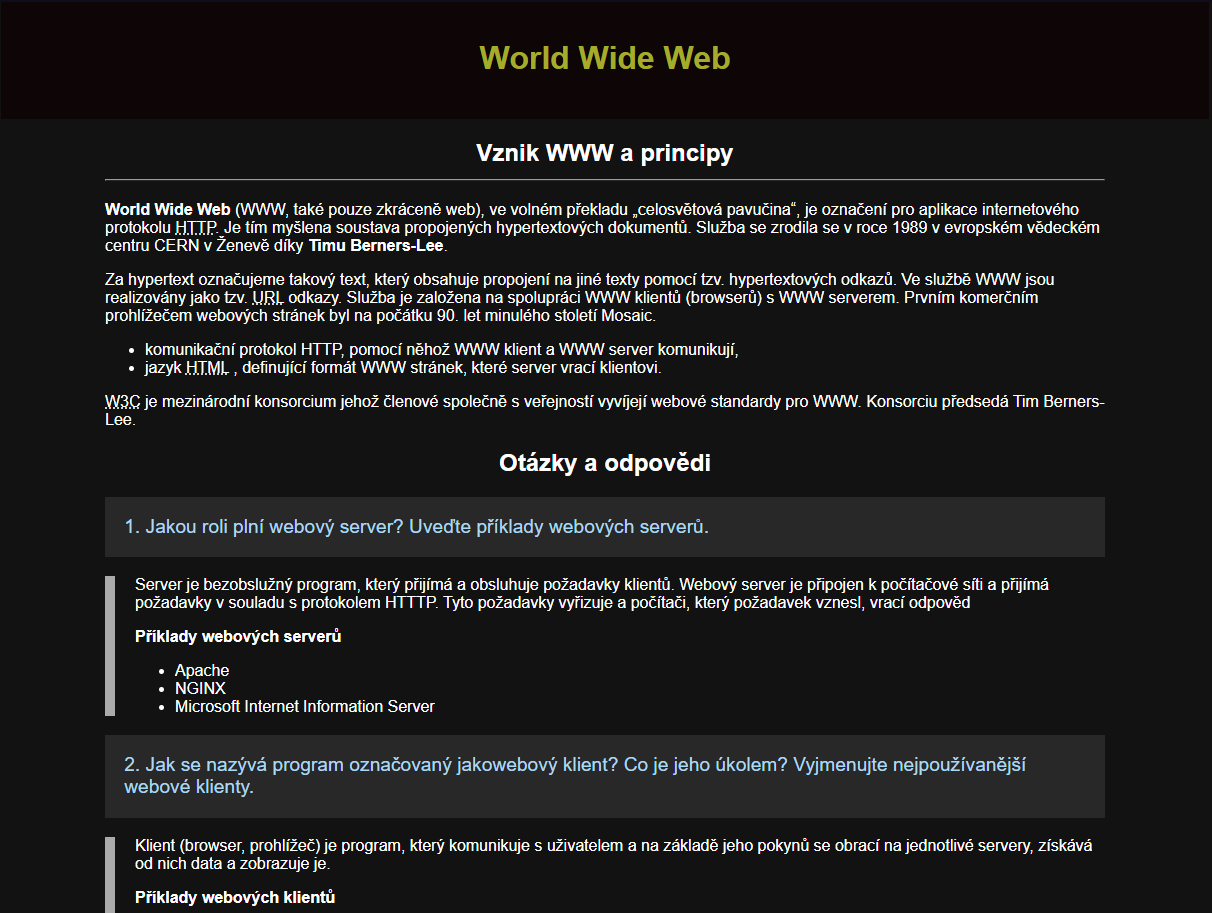 World Wide Web
Vznik WWW a principy
World Wide Web (WWW, také pouze zkráceně web), ve volném překladu „celosvětová pavučina“, je označení pro aplikace internetového
protokolu HTTP. Je tím myšlena soustava propojených hypertextových dokumentů. Služba se zrodila se v roce 1989 v evropském vědeckém
centru CERN v Ženevě díky Timu Berners-Lee.
Za hypertext označujeme takový text, který obsahuje propojení na jiné texty pomocí tzv. hypertextových odkazů. Ve službě WWW jsou
realizovány jako tzv. URL odkazy. Služba je založena na spolupráci WWW klientů (browserů) s WWW serverem. Prvním komerčním
prohlížečem webových stránek byl na počátku 90. let minulého století Mosaic.
• komunikační protokol HTTP, pomocí něhož WWW klient a WWW server komunikují,
• jazyk HTML , definující formát WWW stránek, které server vrací klientovi.
W3C je mezinárodní konsorcium jehož členové společně s veřejností vyvíjejí webové standardy pro WWW. Konsorciu předsedá Tim Berners-
Lee.
Otázky a odpovědi
1. Jakou roli plní webový server? Uveďte příklady webových serverů.
Server je bezobslužný program, který přijímá a obsluhuje požadavky klientů. Webový server je připojen k počítačové síti a přijímá
požadavky v souladu s protokolem HTTTP. Tyto požadavky vyřizuje a počítači, který požadavek vznesl, vrací odpověd
Příklady webových serverů
• Apache
• NGINX
• Microsoft Internet Information Server
2. Jak se nazývá program označovaný jakowebový klient? Co je jeho úkolem? Vyjmenujte nejpoužívanější
webové klienty.
Klient (browser, prohlížeč) je program, který komunikuje s uživatelem a na základě jeho pokynů se obrací na jednotlivé servery, získává
od nich data a zobrazuje je.
Příklady webových klientů